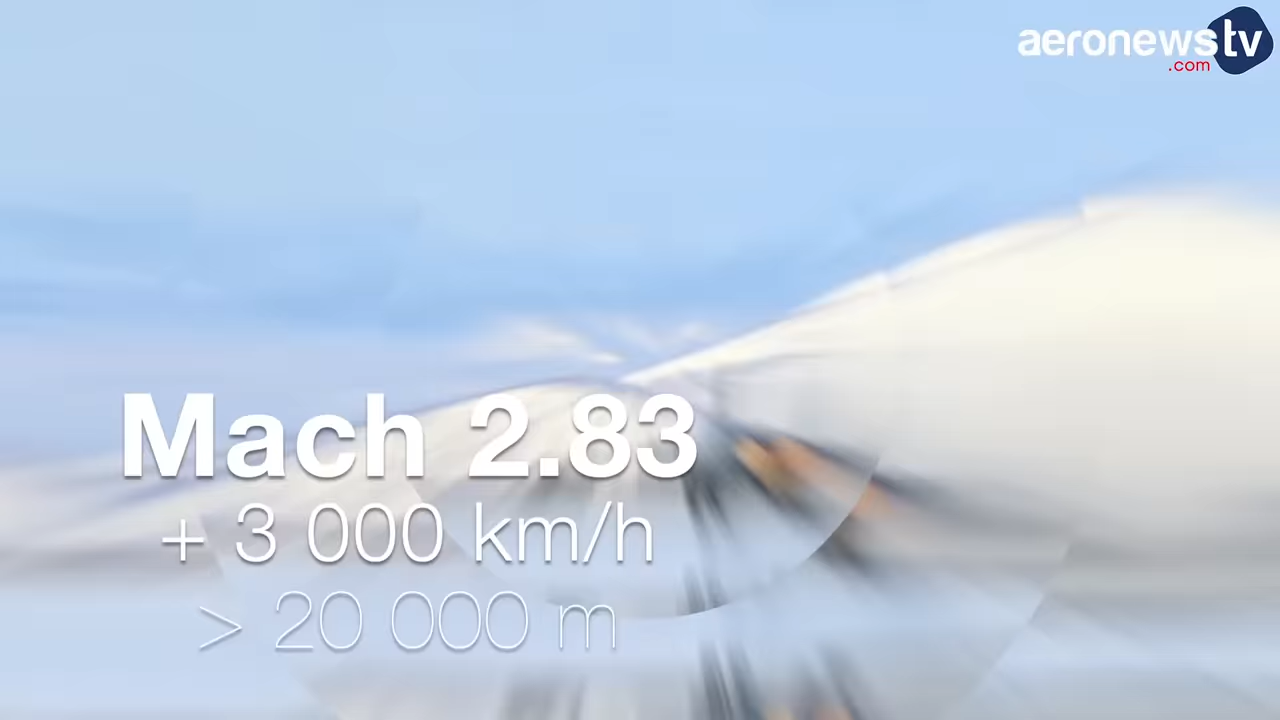 aeronewstv
.com
Mach 2.83
+ 3 000 km/h
> 20 000 m